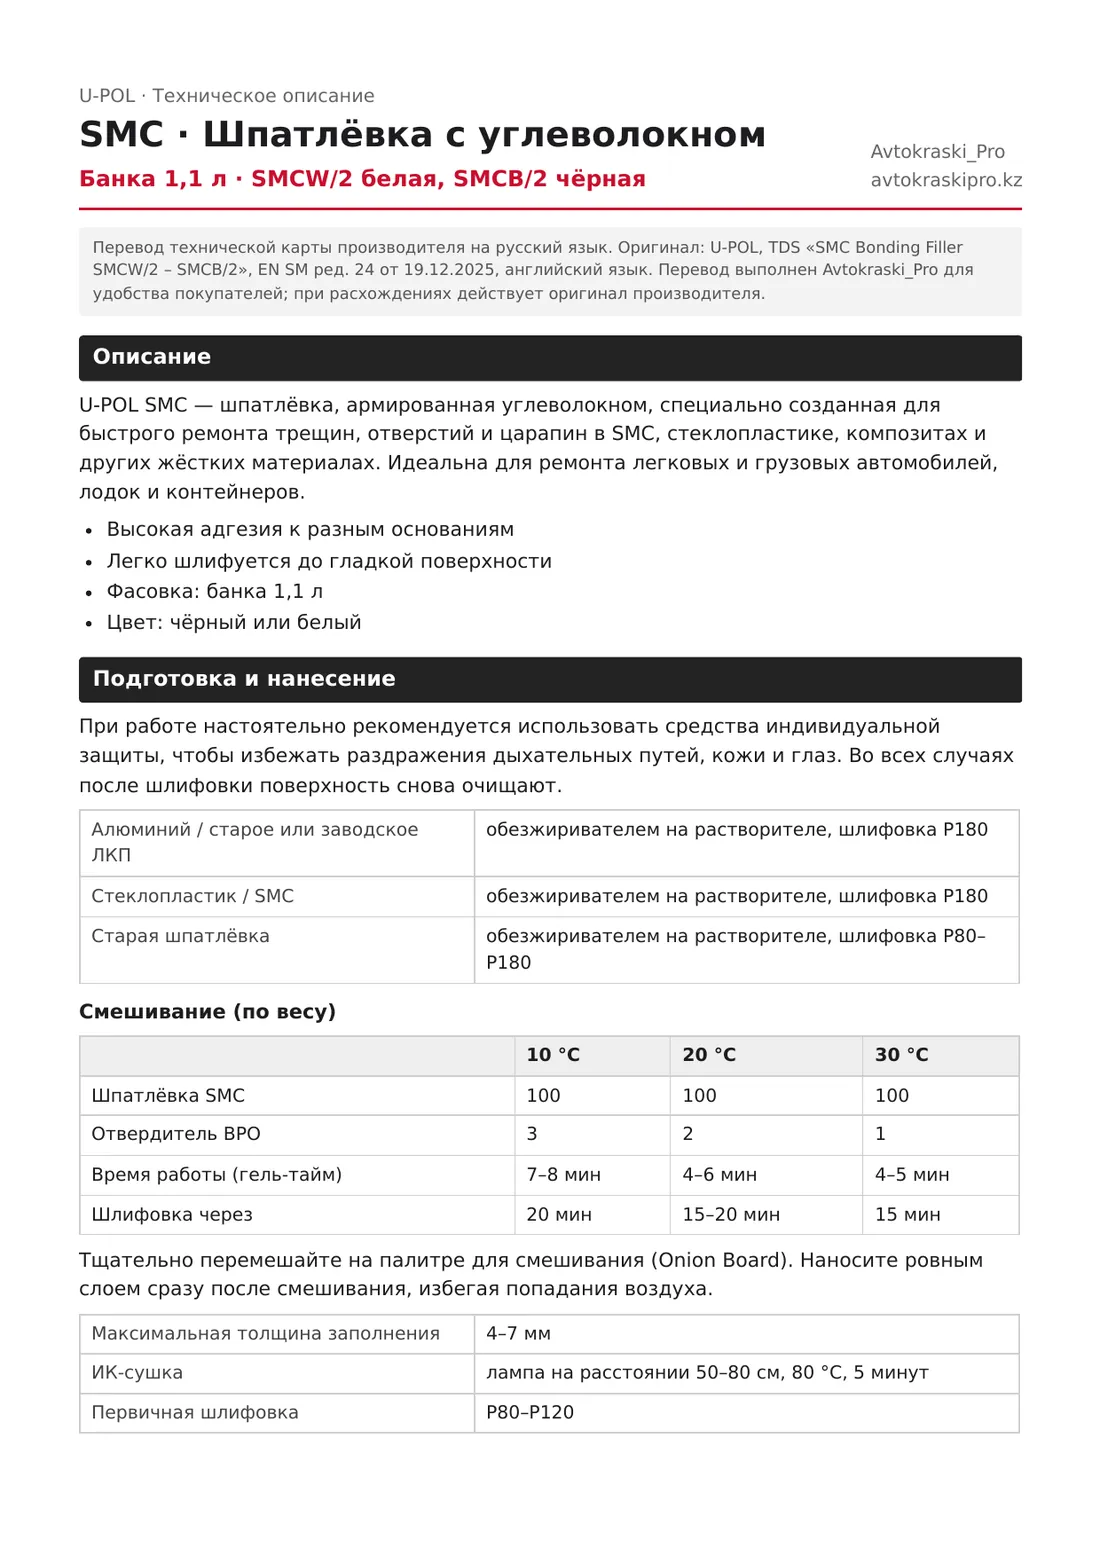 U-POL · Техническое описание
SMC · Шпатлёвка с углеволокном
Банка 1,1 л · SMCW/2 белая, SMCB/2 чёрная
Avtokraski_Pro
avtokraskipro.kz
Перевод технической карты производителя на русский язык. Оригинал: U-POL, TDS «SMC Bonding Filler
SMCW/2 – SMCB/2», EN SM ред. 24 от 19.12.2025, английский язык. Перевод выполнен Avtokraski_Pro для
удобства покупателей; при расхождениях действует оригинал производителя.
Описание
U-POL SMC — шпатлёвка, армированная углеволокном, специально созданная для
быстрого ремонта трещин, отверстий и царапин в SMC, стеклопластике, композитах и
других жёстких материалах. Идеальна для ремонта легковых и грузовых автомобилей,
лодок и контейнеров.
• Высокая адгезия к разным основаниям
• Легко шлифуется до гладкой поверхности
• Фасовка: банка 1,1 л
• Цвет: чёрный или белый
Подготовка и нанесение
При работе настоятельно рекомендуется использовать средства индивидуальной
защиты, чтобы избежать раздражения дыхательных путей, кожи и глаз. Во всех случаях
после шлифовки поверхность снова очищают.
Алюминий / старое или заводское
ЛКП
обезжиривателем на растворителе, шлифовка P180
Стеклопластик / SMC
обезжиривателем на растворителе, шлифовка P180
Старая шпатлёвка
обезжиривателем на растворителе, шлифовка P80–
P180
Смешивание (по весу)
10 °C 20 °C 30 °C
Шпатлёвка SMC 100 100 100
Отвердитель BPO 3 2 1
Время работы (гель-тайм) 7–8 мин 4–6 мин 4–5 мин
Шлифовка через 20 мин 15–20 мин 15 мин
Тщательно перемешайте на палитре для смешивания (Onion Board). Наносите ровным
слоем сразу после смешивания, избегая попадания воздуха.
Максимальная толщина заполнения 4–7 мм
ИК-сушка лампа на расстоянии 50–80 см, 80 °C, 5 минут
Первичная шлифовка P80–P120